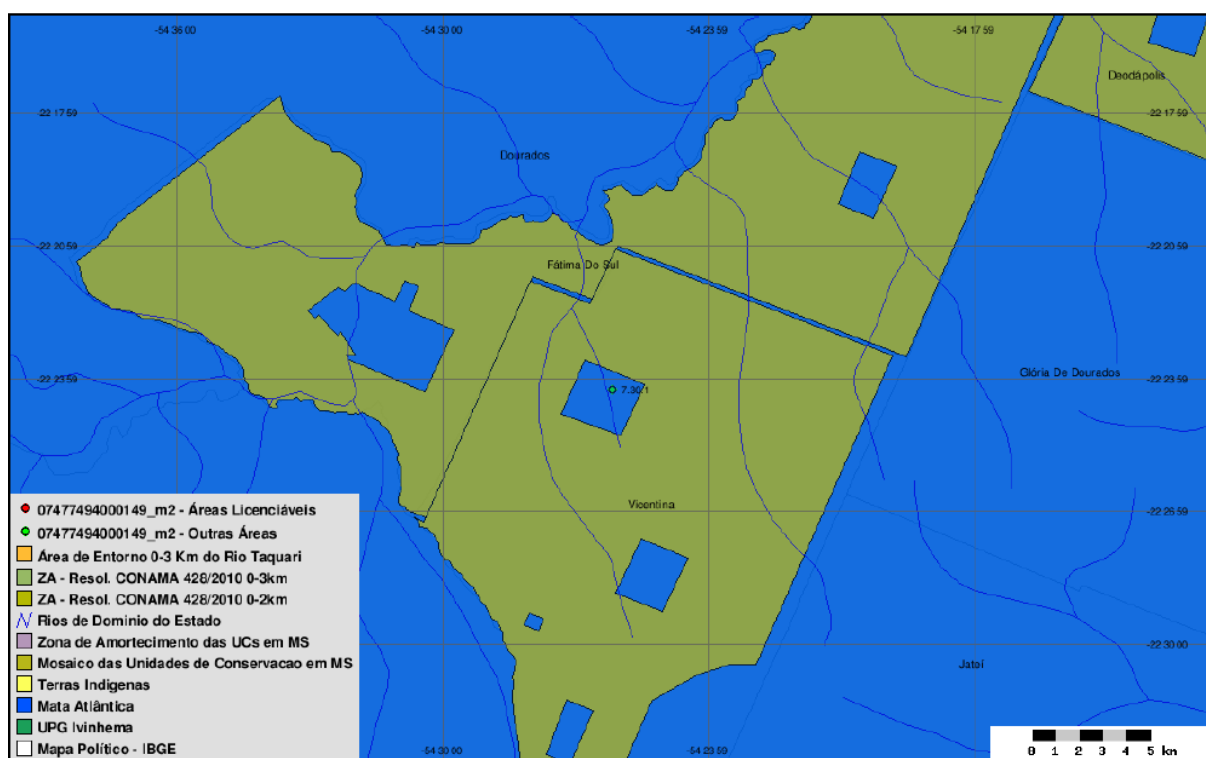 -54 36 00
-54 30 00
-54 23 59
-54 17 59
Deodápolis
-22 17 59
-22 17 59
Dourados
-22 20 59
-22 20 59
Fátima Do Sul
-22 23 59
Glória De Dourados
-22 23 59
7.30.1
Vicentina
-22 25 59
07477494000149_m2 - Áreas Licenciáveis
07477494000149_m2 - Outras Áreas
Área de Entorno 0-3 Km do Rio Taquari
ZA - Resol. CONAMA 428/2010 0-3km
ZA - Resol. CONAMA 428/2010 0-2km
Rios de Dominio do Estado
Zona de Amortecimento das UCs em MS
Mosaico das Unidades de Conservacao em MS
Terras Indigenas
Mata Atlântica
UPG Ivinhema
Mapa Político - IBGE
-22 30 00
Jateí
-54 30 00
-54 23 59
0 1 2 3 4 5 km